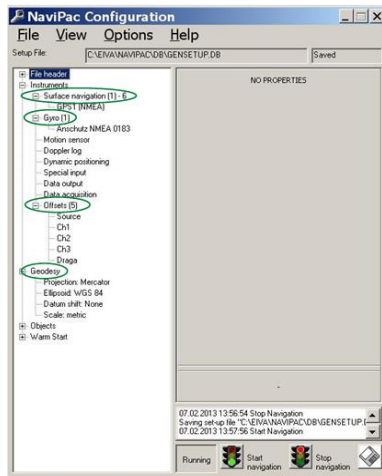 NaviPac Configuration
File View Options Help
Setup File: C:\EIVA\NAVIPAC\DB\GENSETUP.DB Saved
File header
Instruments
Surface navigation (1) - 6
GPS1 (NMEA)
Gyro (1)
Anschutz NMEA 0183
Motion sensor
Doppler log
Dynamic positioning
Special input
Data output
Data acquisition
Offsets (5)
Source
Ch1
Ch2
Ch3
Draga
Geodesy
Projection: Mercator
Ellipsoid: WGS 84
Datum shift: None
Scale: metric
Objects
Warm Start
NO PROPERTIES
07.02.2013 13:56:54 Stop Navigation
Saving set-up file "C:\EIVA\NAVIPAC\DB\GENSETUP.
07.02.2013 13:57:56 Start Navigation
Running Start navigation Stop navigation